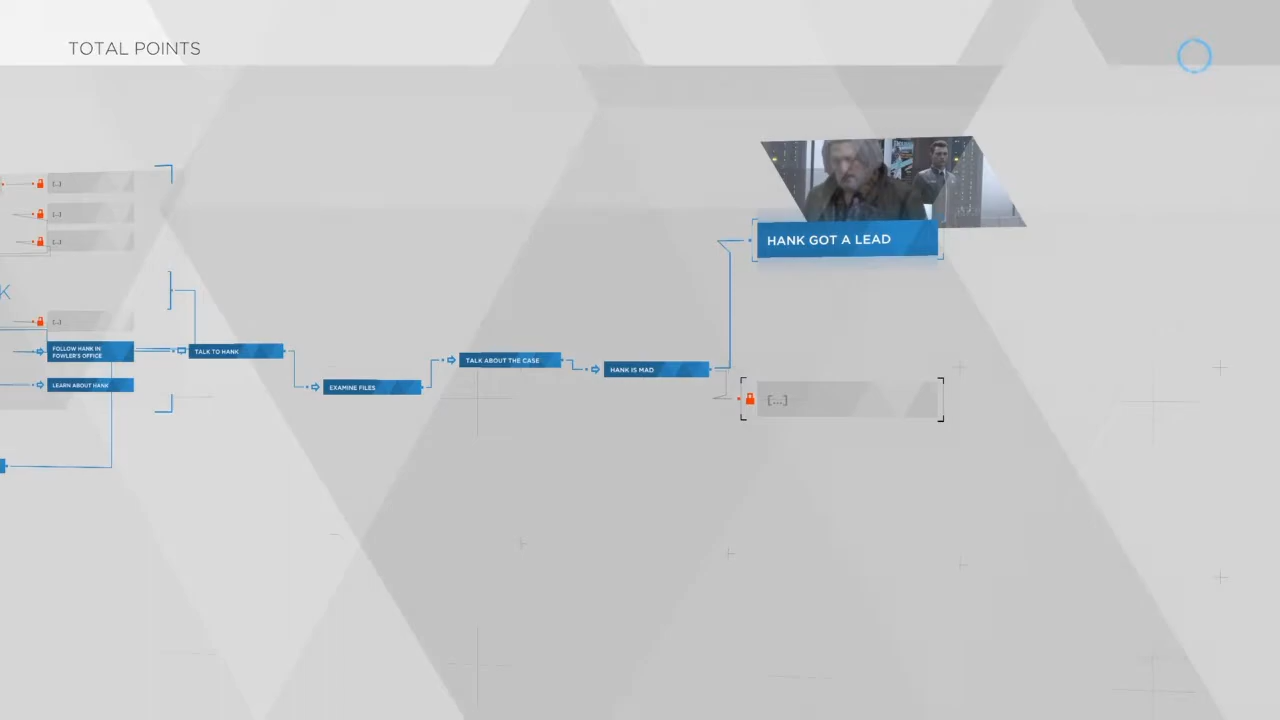 TOTAL POINTS
[...]
[...]
[...]
HANK GOT A LEAD
K
[...]
FOLLOW HANK IN
FOWLER'S OFFICE
TALK TO HANK
TALK ABOUT THE CASE
HANK IS MAD
LEARN ABOUT HANK
EXAMINE FILES
[...]